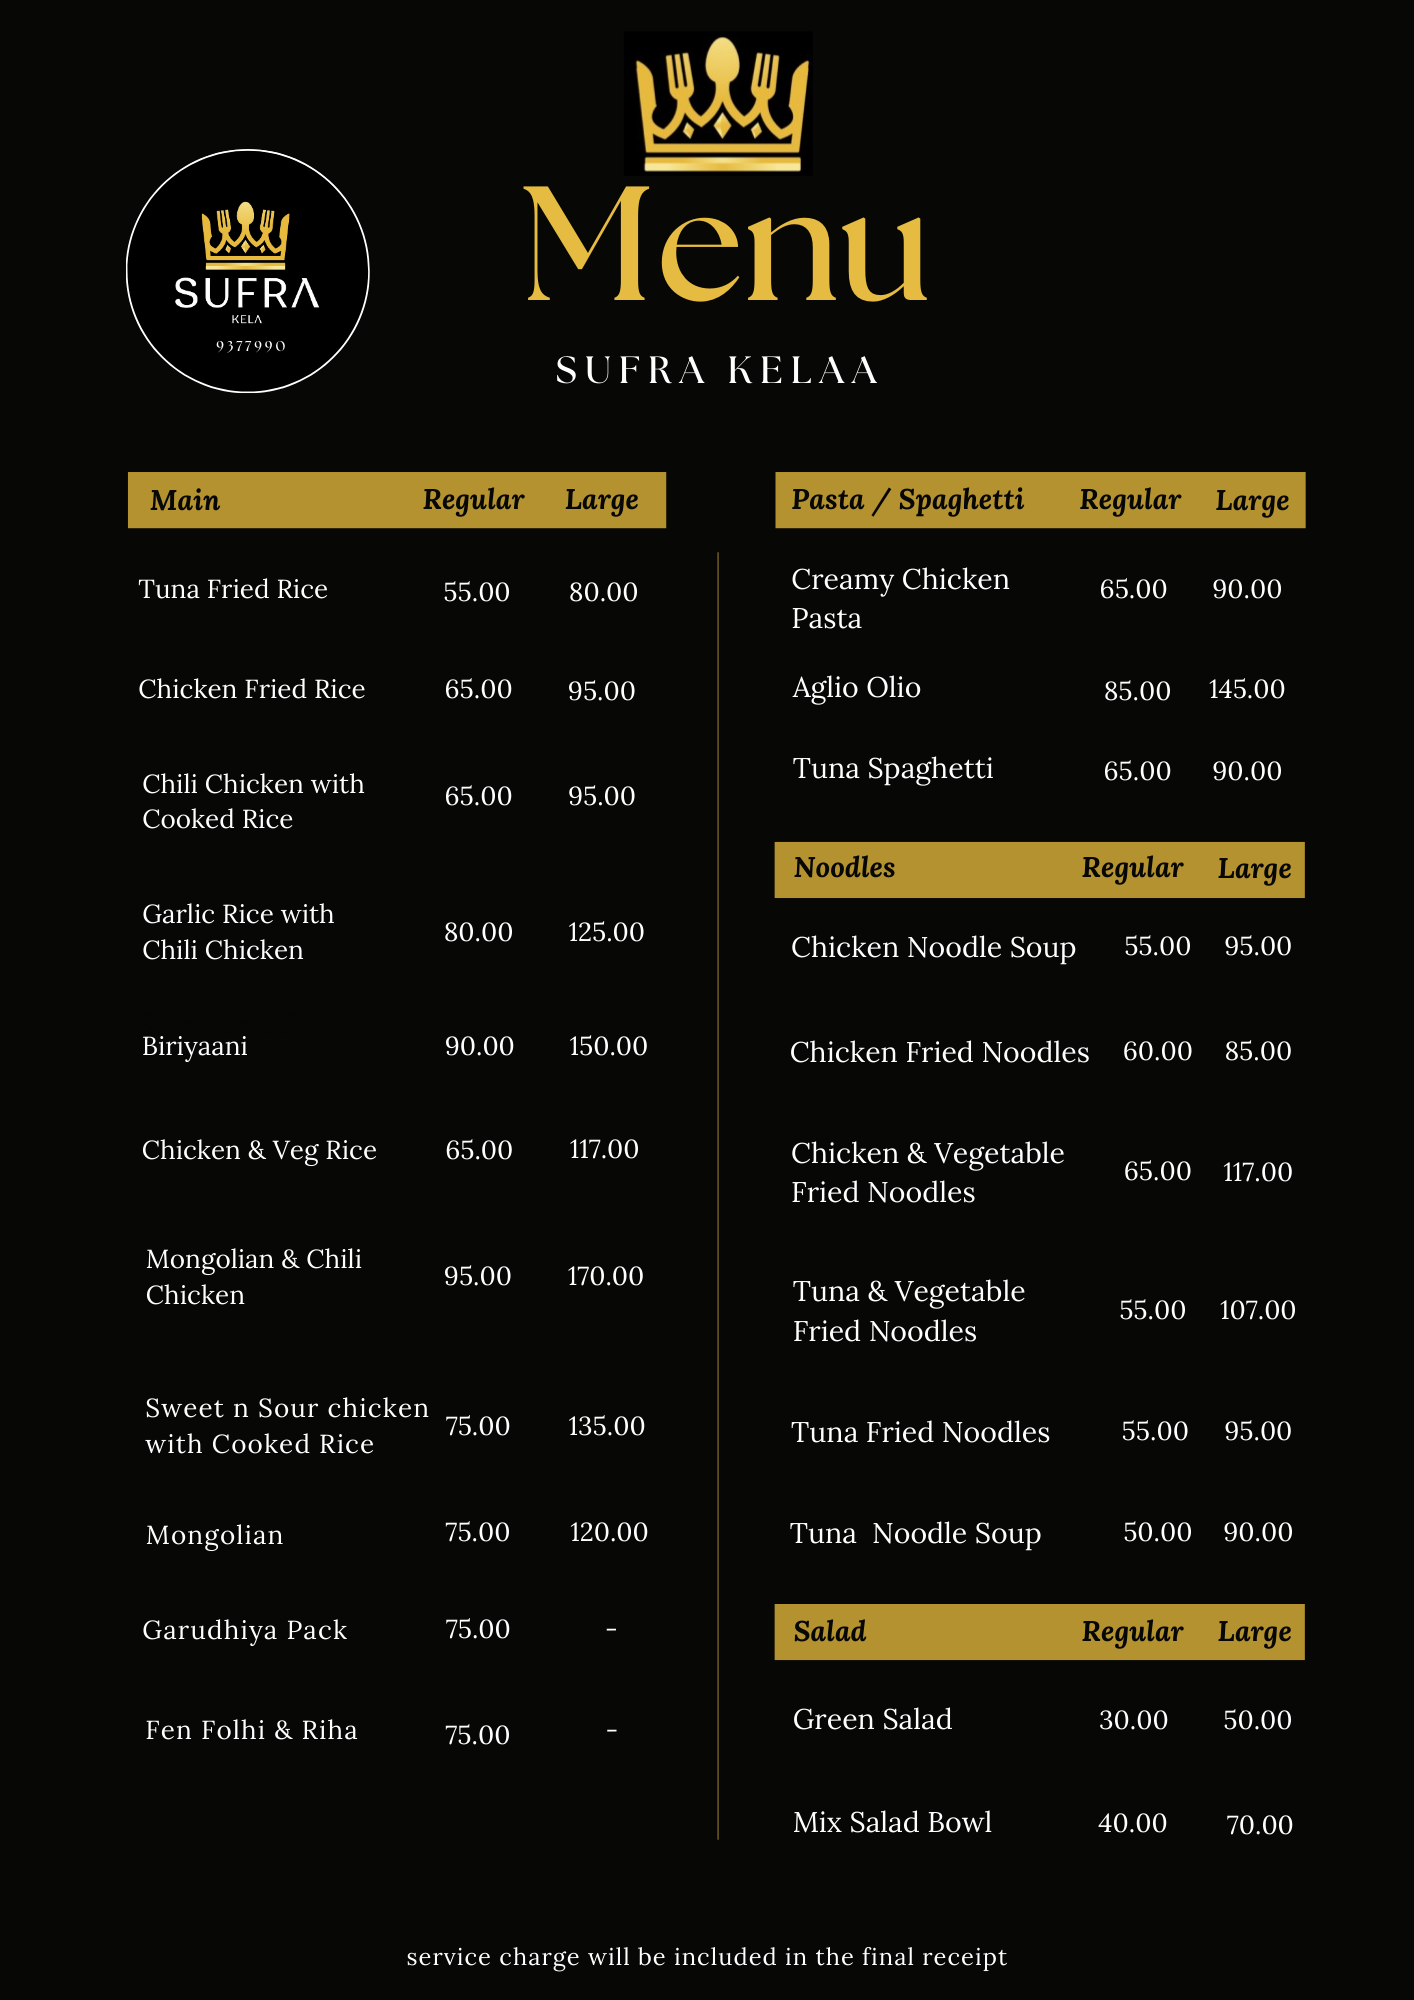 Menu
SUFRA
KELA
9377990
SUFRA KELAA
Main Regular Large
Tuna Fried Rice 55.00 80.00
Chicken Fried Rice 65.00 95.00
Chili Chicken with
Cooked Rice 65.00 95.00
Garlic Rice with
Chili Chicken 80.00 125.00
Biriyaani 90.00 150.00
Chicken & Veg Rice 65.00 117.00
Mongolian & Chili
Chicken 95.00 170.00
Sweet n Sour chicken
with Cooked Rice 75.00 135.00
Mongolian 75.00 120.00
Garudhiya Pack 75.00 -
Fen Folhi & Riha 75.00 -
Pasta / Spaghetti Regular Large
Creamy Chicken
Pasta 65.00 90.00
Aglio Olio 85.00 145.00
Tuna Spaghetti 65.00 90.00
Noodles Regular Large
Chicken Noodle Soup 55.00 95.00
Chicken Fried Noodles 60.00 85.00
Chicken & Vegetable
Fried Noodles 65.00 117.00
Tuna & Vegetable
Fried Noodles 55.00 107.00
Tuna Fried Noodles 55.00 95.00
Tuna Noodle Soup 50.00 90.00
Salad Regular Large
Green Salad 30.00 50.00
Mix Salad Bowl 40.00 70.00
service charge will be included in the final receipt